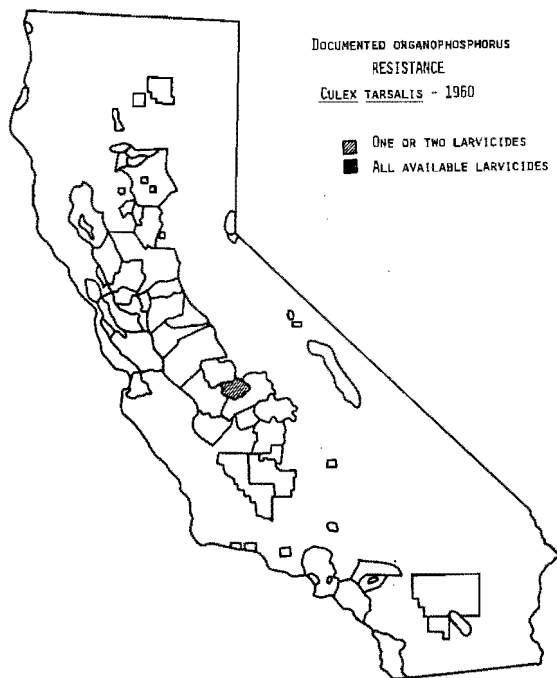 DOCUMENTED ORGANOPHOSPHORUS
RESISTANCE
CULEX TARSALIS - 1960
ONE OR TWO LARVICIDES
ALL AVAILABLE LARVICIDES